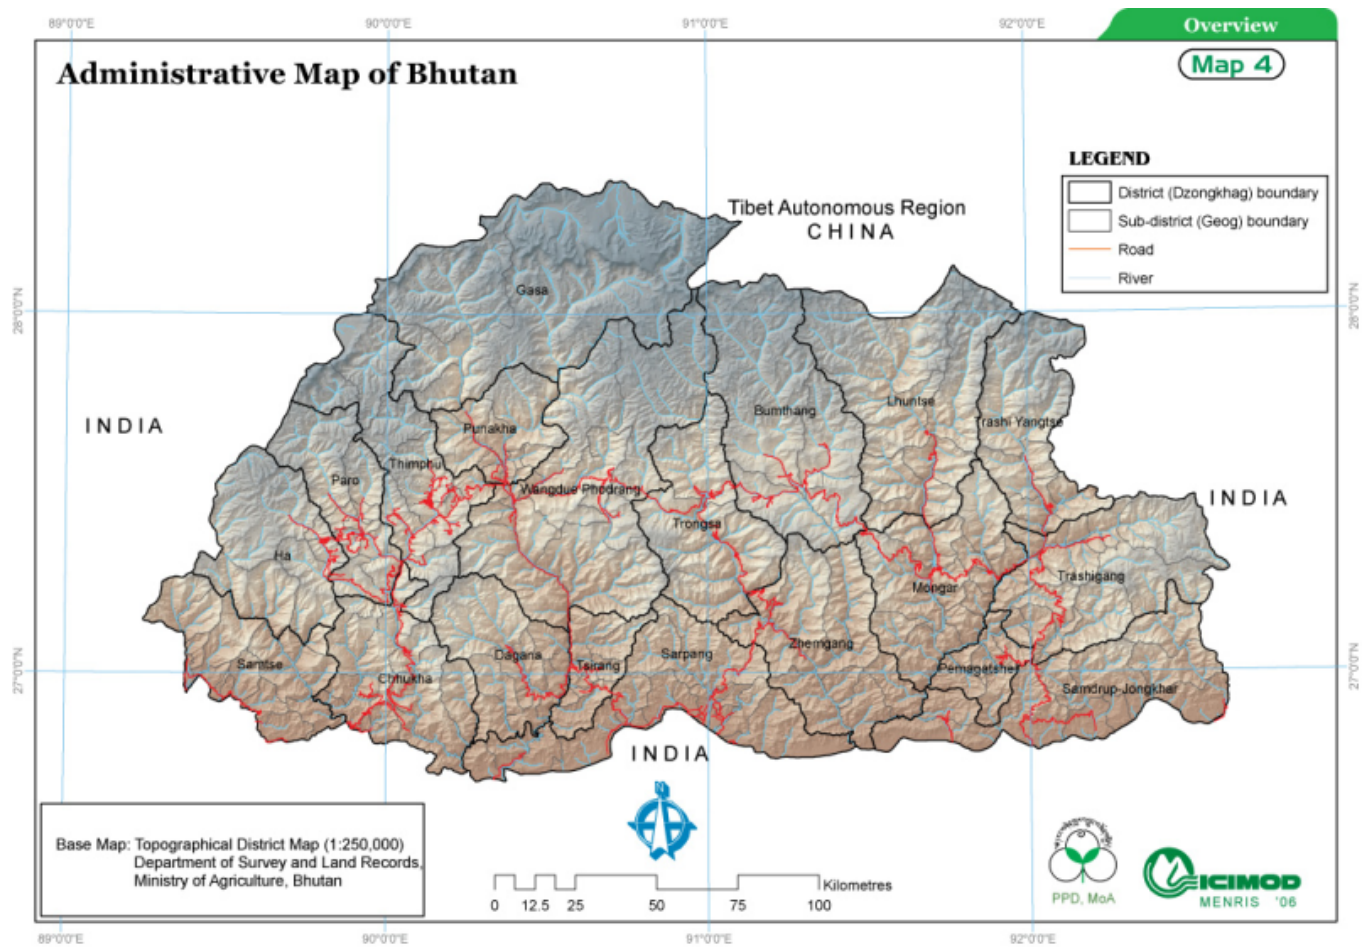 89°0'0"E 90°0'0"E 91°0'0"E 92°0'0"E
Overview
Map 4
Administrative Map of Bhutan
LEGEND
District (Dzongkhag) boundary
Sub-district (Geog) boundary
Road
River
Tibet Autonomous Region
CHINA
28°0'0"N
28°0'0"N
Gasa
INDIA
Bumthang
Lhuntse
Trashi Yangtse
Punakha
Thimphu
Paro
Wangdue Phodrang
INDIA
Trongsa
Ha
Trashigang
Mongar
Zhemgang
Dagana
Tsirang
Sarpang
Samtse
Chhukha
Pemagatshel
Samdrup-Jongkhar
27°0'0"N
27°0'0"N
INDIA
N
Base Map: Topographical District Map (1:250,000)
Department of Survey and Land Records,
Ministry of Agriculture, Bhutan
Kilometres
0 12.5 25 50 75 100
PPD, MoA
ICIMOD
MENRIS '06
89°0'0"E 90°0'0"E 91°0'0"E 92°0'0"E